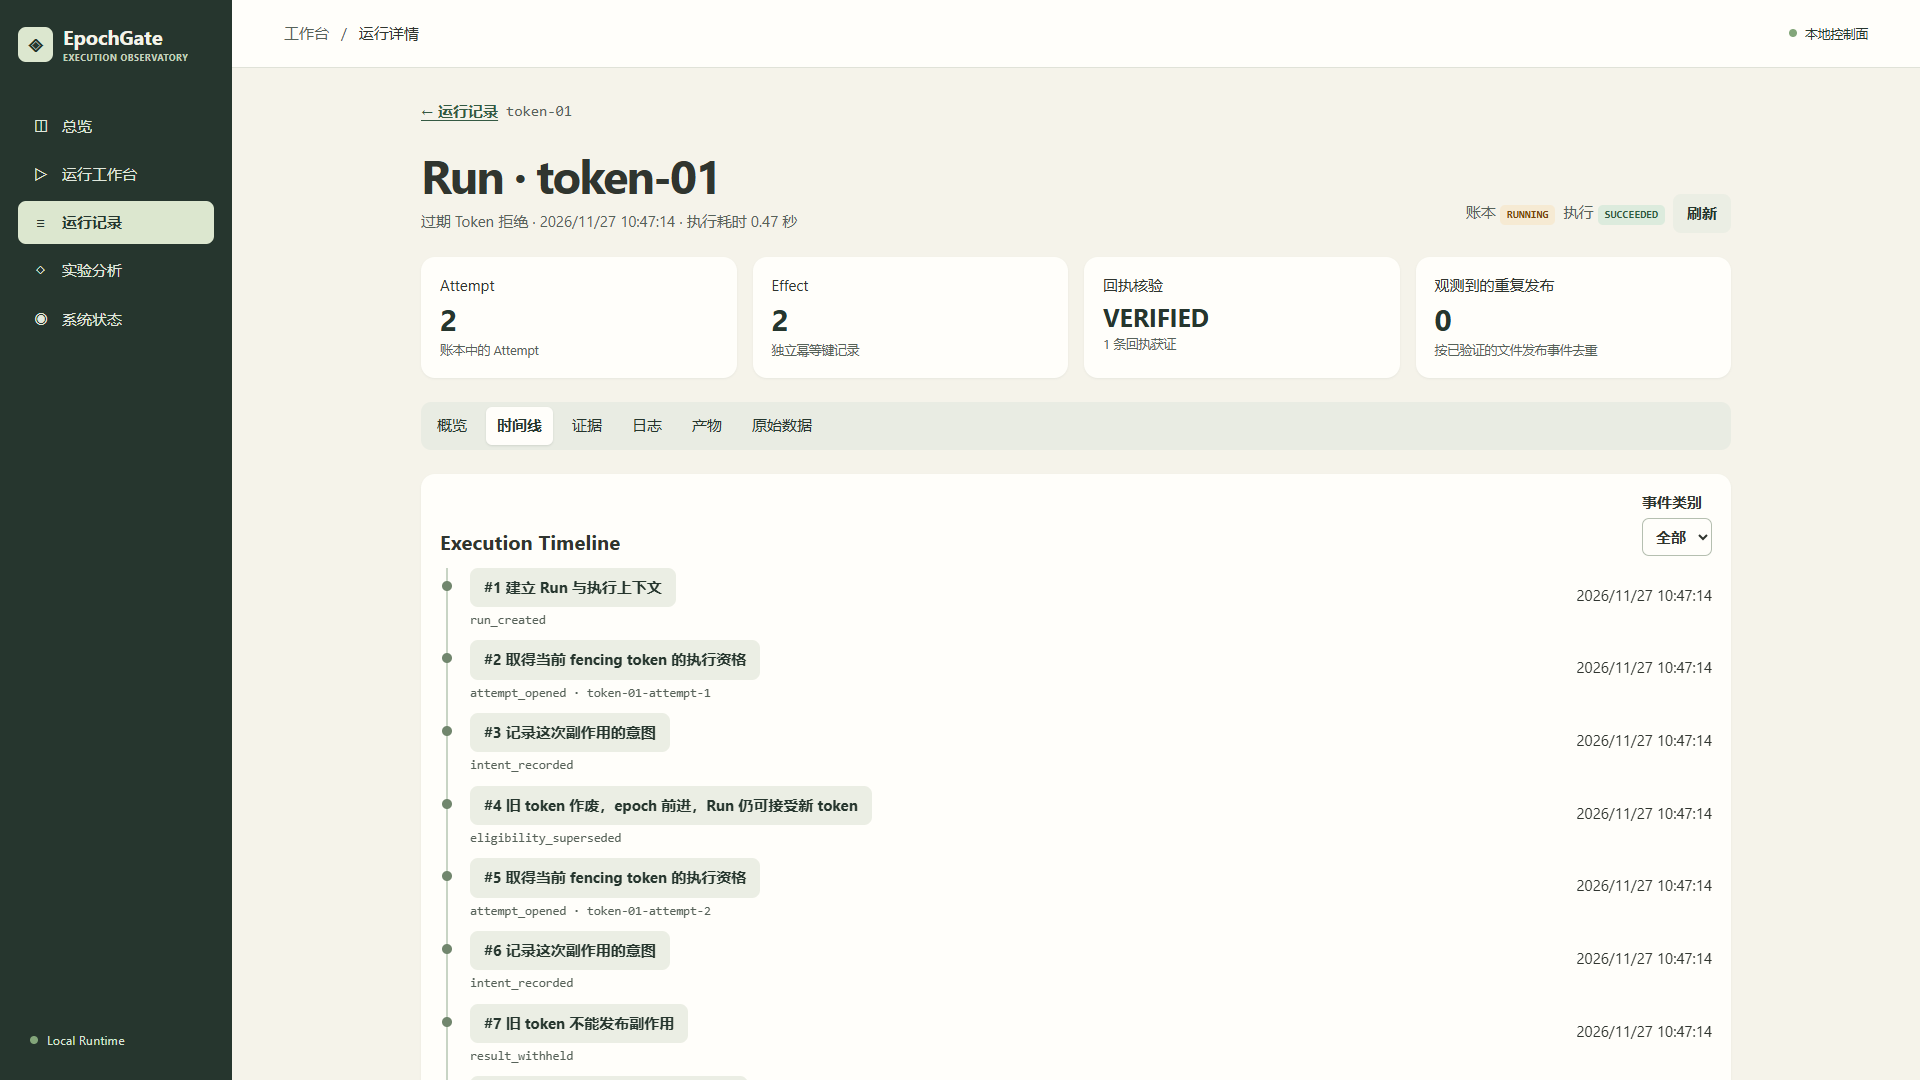 EpochGate
EXECUTION OBSERVATORY
总览
运行工作台
运行记录
实验分析
系统状态
Local Runtime
工作台 / 运行详情
本地控制面
← 运行记录 token-01
Run · token-01
过期 Token 拒绝 · 2026/11/27 10:47:14 · 执行耗时 0.47 秒
账本 RUNNING 执行 SUCCEEDED 刷新
Attempt
2
账本中的 Attempt
Effect
2
独立幂等键记录
回执核验
VERIFIED
1 条回执获证
观测到的重复发布
0
按已验证的文件发布事件去重
概览 时间线 证据 日志 产物 原始数据
事件类别
全部
Execution Timeline
#1 建立 Run 与执行上下文
run_created
2026/11/27 10:47:14
#2 取得当前 fencing token 的执行资格
attempt_opened · token-01-attempt-1
2026/11/27 10:47:14
#3 记录这次副作用的意图
intent_recorded
2026/11/27 10:47:14
#4 旧 token 作废，epoch 前进，Run 仍可接受新 token
eligibility_superseded
2026/11/27 10:47:14
#5 取得当前 fencing token 的执行资格
attempt_opened · token-01-attempt-2
2026/11/27 10:47:14
#6 记录这次副作用的意图
intent_recorded
2026/11/27 10:47:14
#7 旧 token 不能发布副作用
result_withheld
2026/11/27 10:47:14